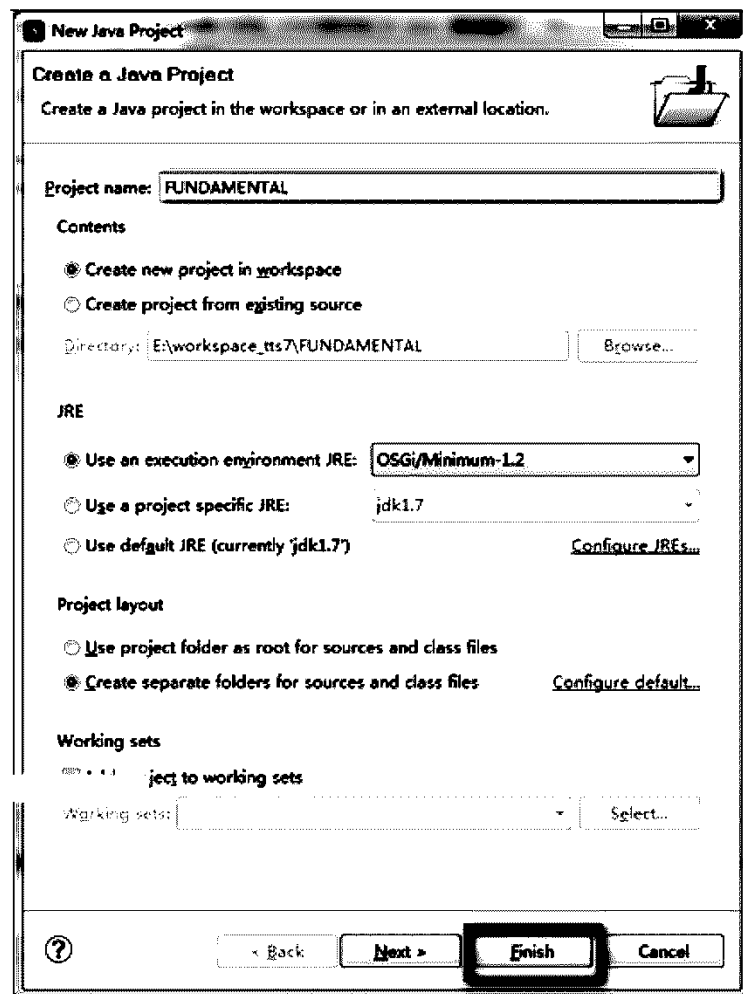 New Java Project
Create a Java Project
Create a Java project in the workspace or in an external location.
Project name: FUNDAMENTAL
Contents
Create new project in workspace
Create project from existing source
Directory: E:\workspace_tts7\FUNDAMENTAL Browse...
JRE
Use an execution environment JRE: OSGi/Minimum-1.2
Use a project specific JRE: jdk1.7
Use default JRE (currently 'jdk1.7') Configure JREs...
Project layout
Use project folder as root for sources and class files
Create separate folders for sources and class files Configure default...
Working sets
ject to working sets
Working sets: Select...
? < Back Next > Finish Cancel